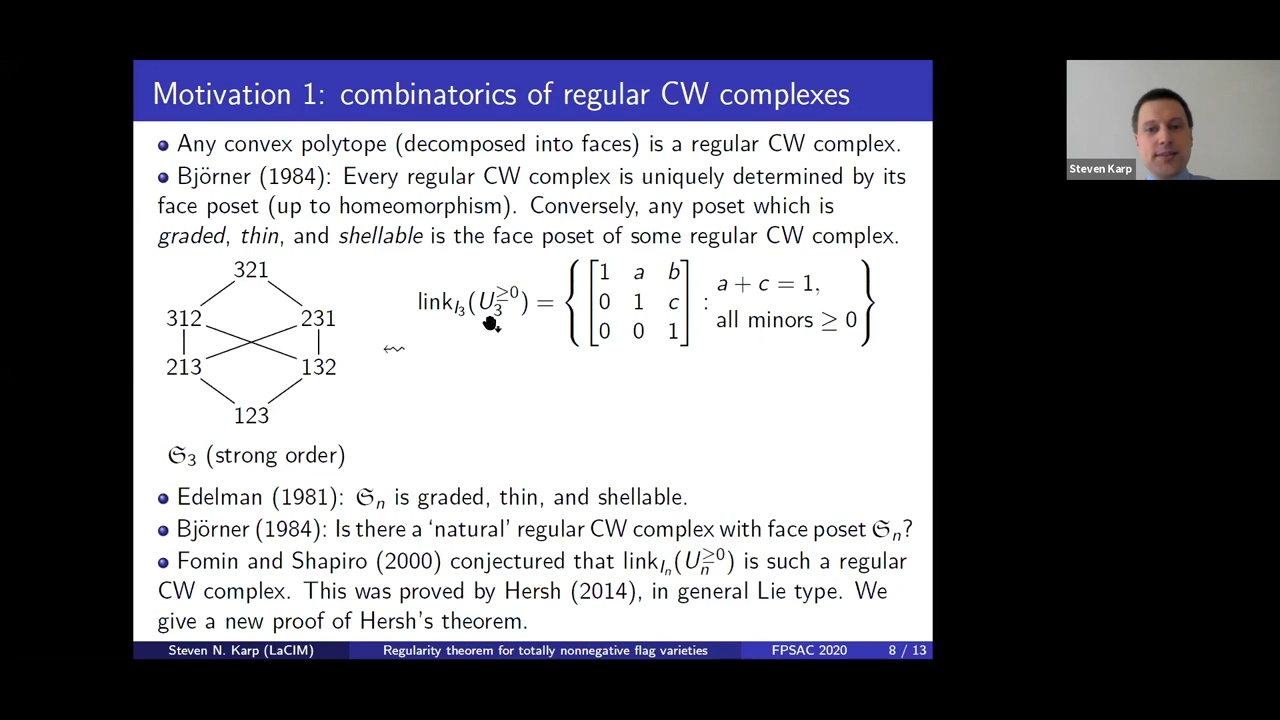 Motivation 1: combinatorics of regular CW complexes
• Any convex polytope (decomposed into faces) is a regular CW complex.
• Björner (1984): Every regular CW complex is uniquely determined by its
face poset (up to homeomorphism). Conversely, any poset which is
graded, thin, and shellable is the face poset of some regular CW complex.
321
312 231
213 132
123
𝔖₃ (strong order)
⇜
link_{I₃}(U₃^{≥0}) = { [1 a b
0 1 c
0 0 1] : a + c = 1,
all minors ≥ 0 }
• Edelman (1981): 𝔖ₙ is graded, thin, and shellable.
• Björner (1984): Is there a ‘natural’ regular CW complex with face poset 𝔖ₙ?
• Fomin and Shapiro (2000) conjectured that link_{Iₙ}(Uₙ^{≥0}) is such a regular
CW complex. This was proved by Hersh (2014), in general Lie type. We
give a new proof of Hersh’s theorem.
Steven N. Karp (LaCIM) Regularity theorem for totally nonnegative flag varieties FPSAC 2020 8 / 13
Steven Karp